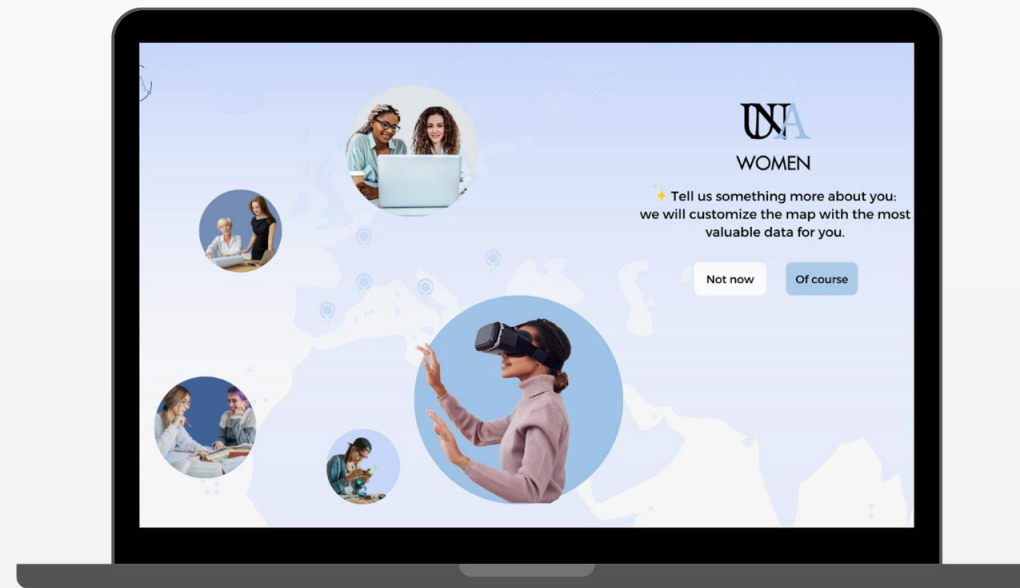 UNA
WOMEN
✨ Tell us something more about you:
we will customize the map with the most
valuable data for you.
Not now
Of course